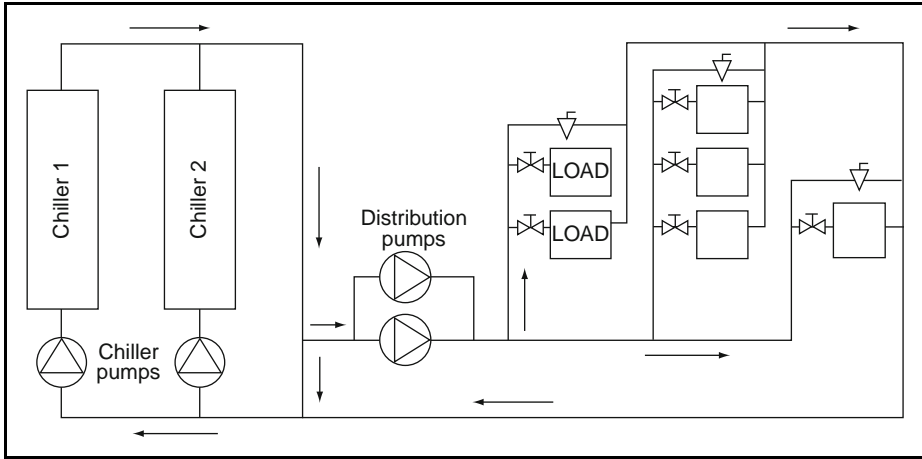 Chiller 1
Chiller 2
Chiller
pumps
Distribution
pumps
LOAD
LOAD